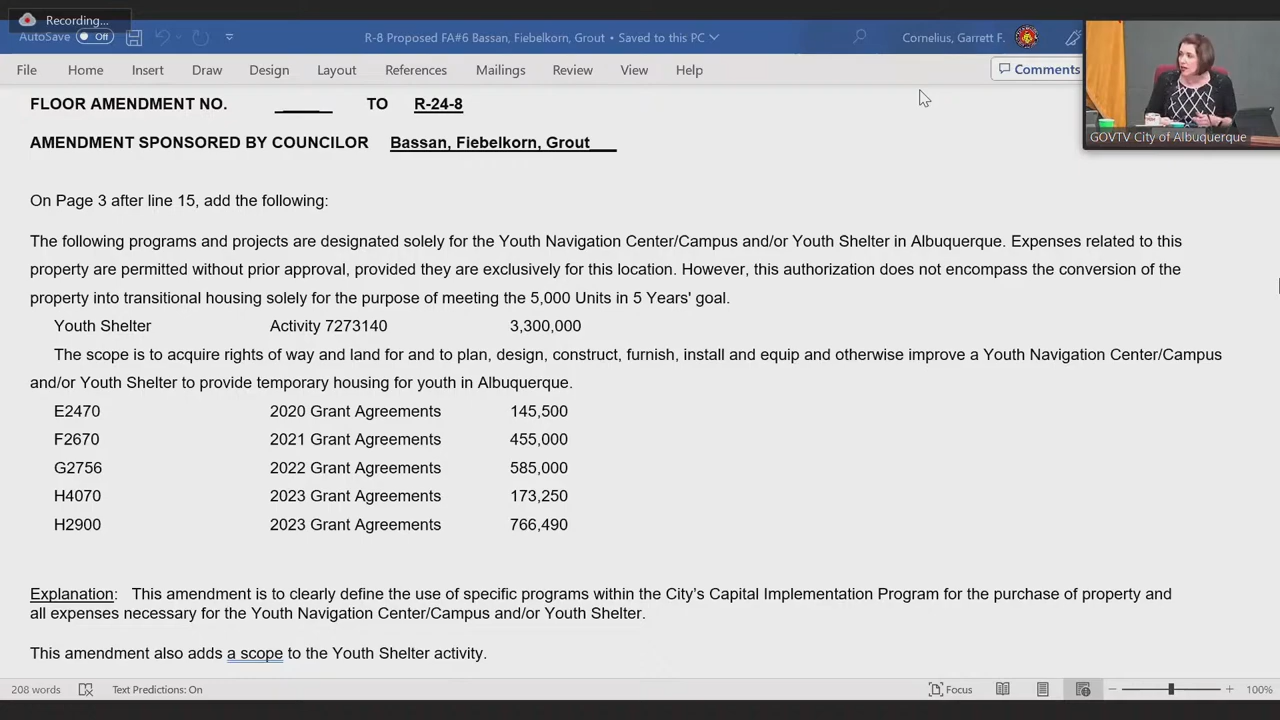 Recording...
AutoSave Off
R-8 Proposed FA#6 Bassan, Fiebelkorn, Grout • Saved to this PC
Cornelius, Garrett F.
File Home Insert Draw Design Layout References Mailings Review View Help
Comments
GOVTV City of Albuquerque
FLOOR AMENDMENT NO. _____ TO R-24-8
AMENDMENT SPONSORED BY COUNCILOR Bassan, Fiebelkorn, Grout___
On Page 3 after line 15, add the following:
The following programs and projects are designated solely for the Youth Navigation Center/Campus and/or Youth Shelter in Albuquerque. Expenses related to this
property are permitted without prior approval, provided they are exclusively for this location. However, this authorization does not encompass the conversion of the
property into transitional housing solely for the purpose of meeting the 5,000 Units in 5 Years' goal.
Youth Shelter Activity 7273140 3,300,000
The scope is to acquire rights of way and land for and to plan, design, construct, furnish, install and equip and otherwise improve a Youth Navigation Center/Campus
and/or Youth Shelter to provide temporary housing for youth in Albuquerque.
E2470 2020 Grant Agreements 145,500
F2670 2021 Grant Agreements 455,000
G2756 2022 Grant Agreements 585,000
H4070 2023 Grant Agreements 173,250
H2900 2023 Grant Agreements 766,490
Explanation: This amendment is to clearly define the use of specific programs within the City's Capital Implementation Program for the purchase of property and
all expenses necessary for the Youth Navigation Center/Campus and/or Youth Shelter.
This amendment also adds a scope to the Youth Shelter activity.
208 words Text Predictions: On Focus 100%